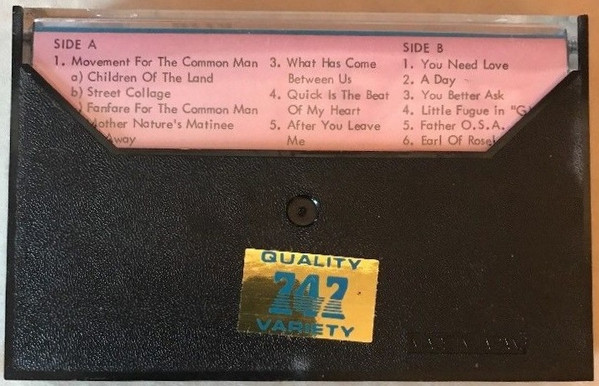 SIDE A
1. Movement For The Common Man
a) Children Of The Land
b) Street Collage
) Fanfare For The Common Man
Mother Nature's Matinee
Away
3. What Has Come
Between Us
4. Quick Is The Beat
Of My Heart
5. After You Leave
Me
SIDE B
1. You Need Love
2. A Day
3. You Better Ask
4. Little Fugue in "G
5. Father O.S.A.
6. Earl Of Rosel
QUALITY
747
VARIETY